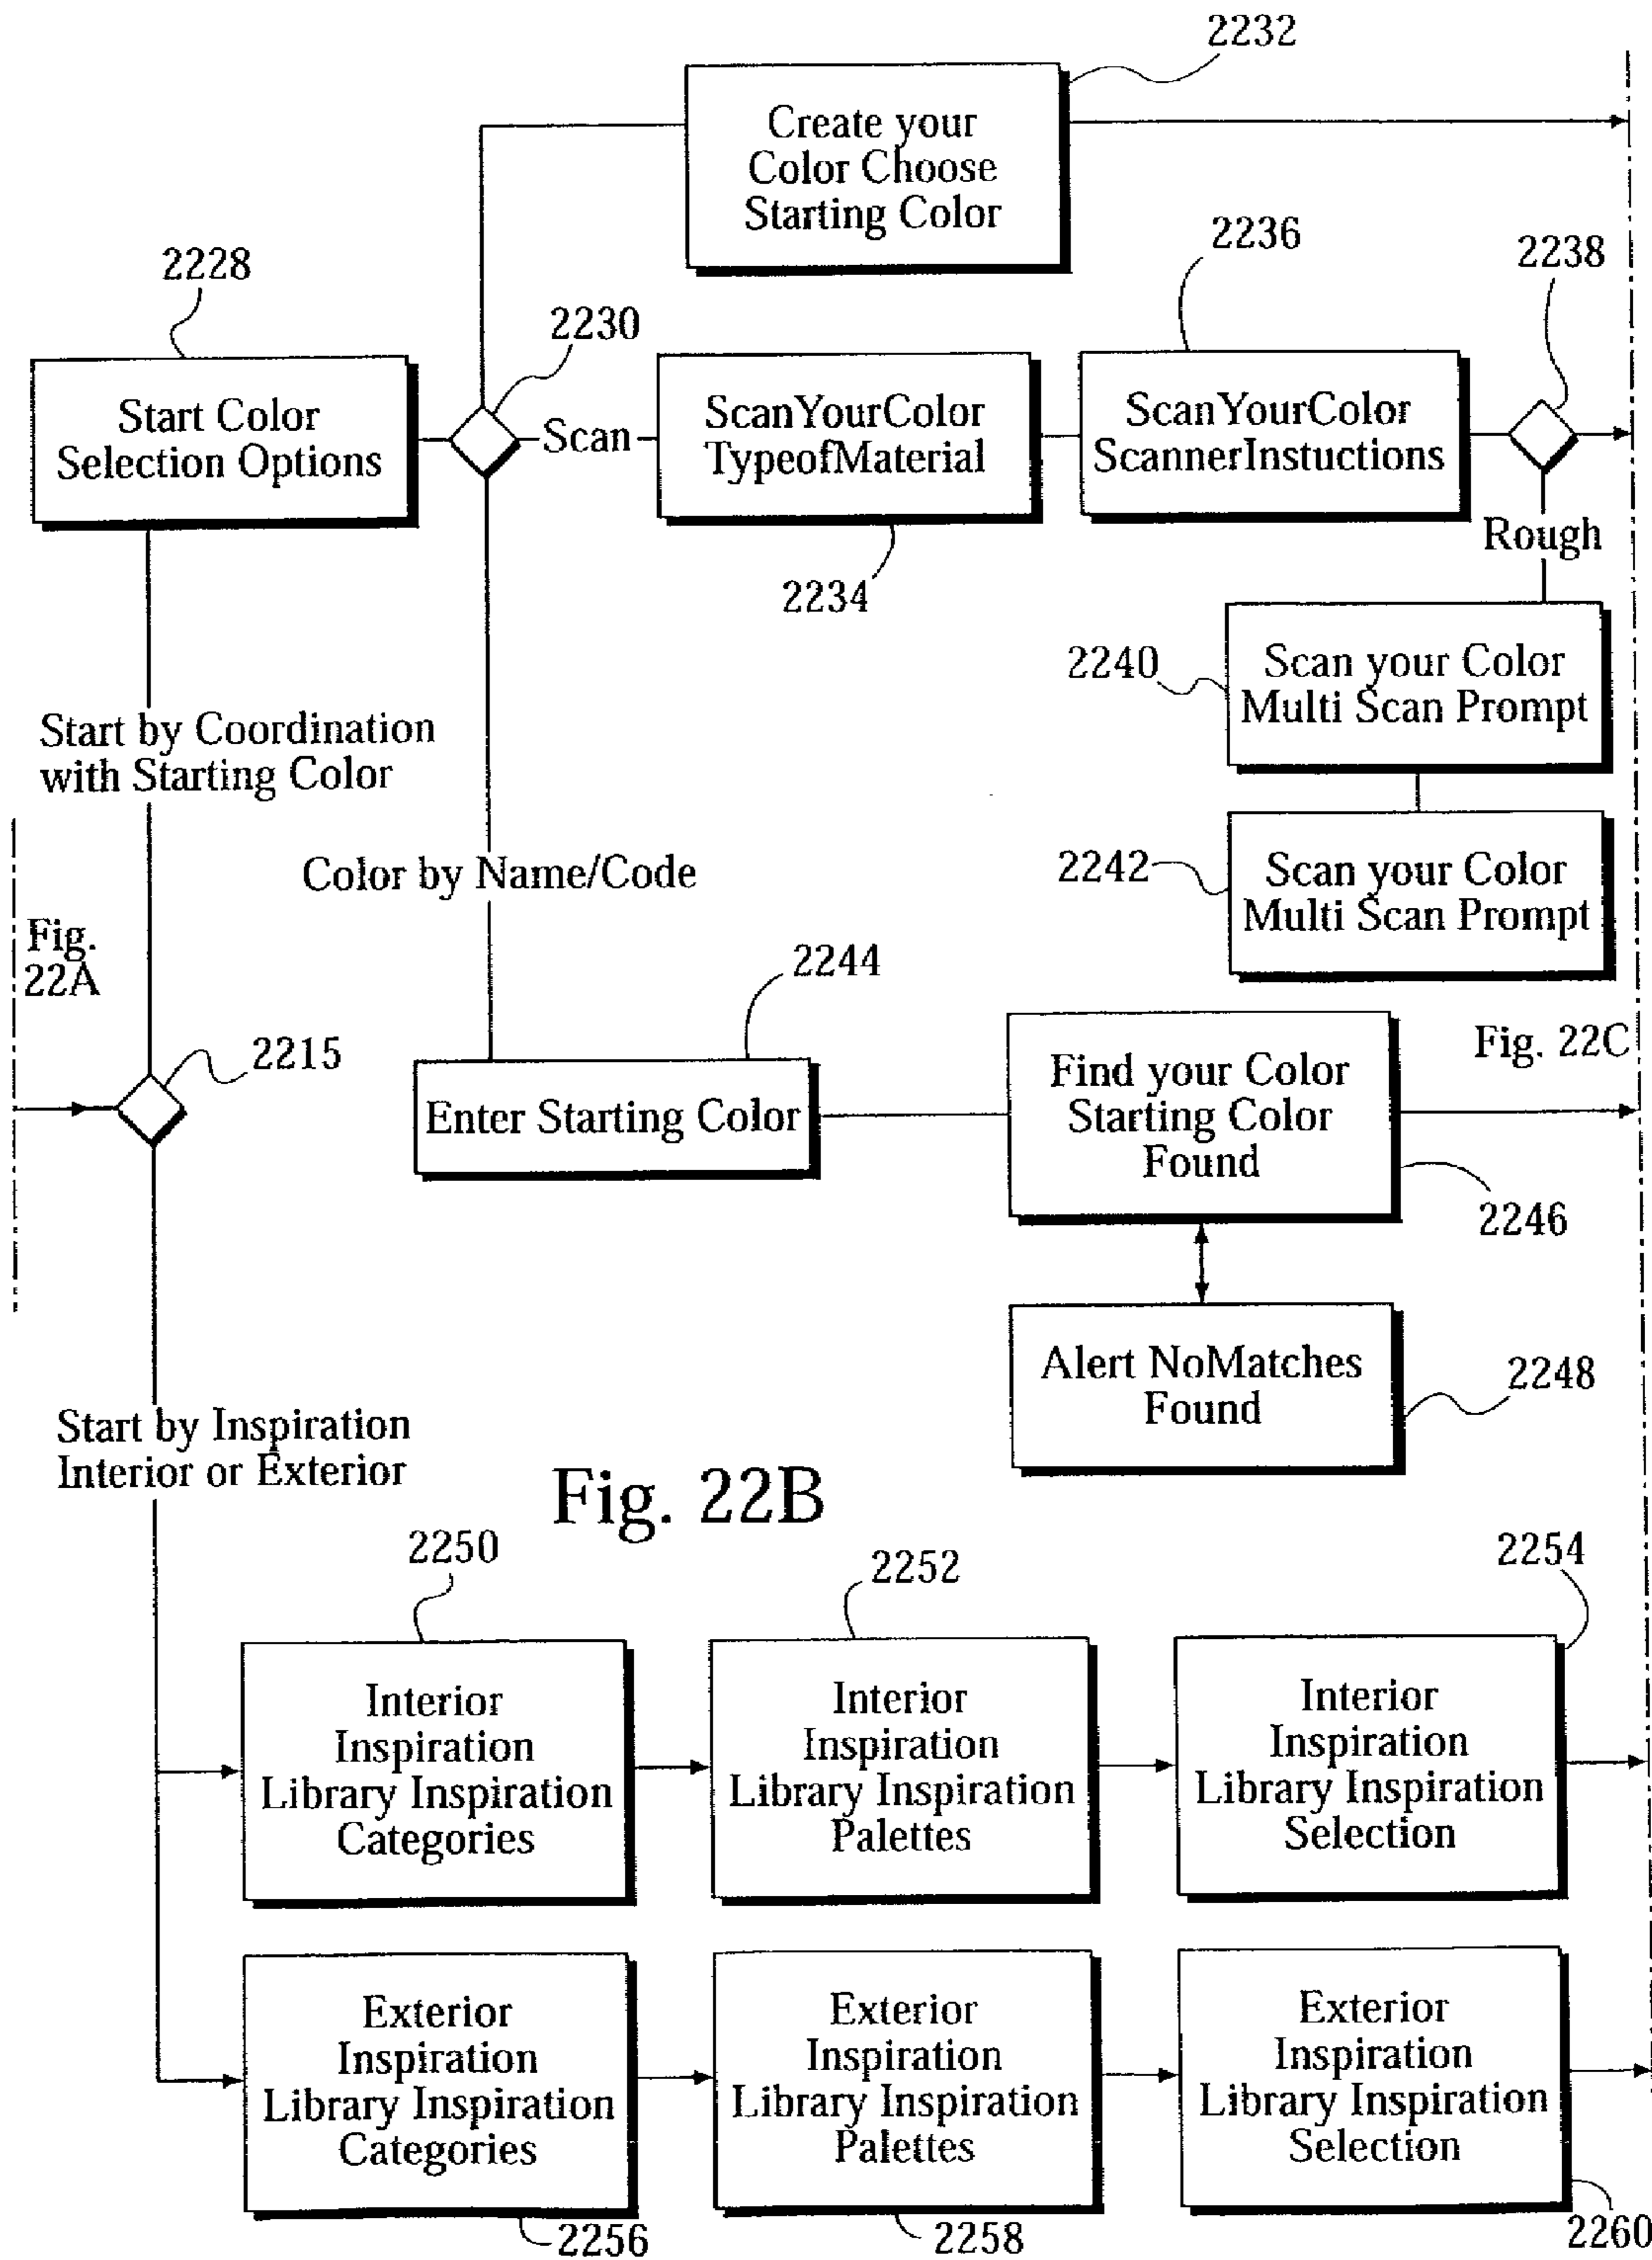 2232
Create your
Color Choose
Starting Color
2236
2238
2228
2230
Start Color
Selection Options
Scan
ScanYourColor
TypeofMaterial
ScanYourColor
ScannerInstuctions
Rough
2234
2240
Scan your Color
Multi Scan Prompt
Start by Coordination
with Starting Color
2242
Scan your Color
Multi Scan Prompt
Color by Name/Code
Fig.
22A
2244
2215
Enter Starting Color
Find your Color
Starting Color
Found
Fig. 22C
2246
Alert NoMatches
Found
2248
Start by Inspiration
Interior or Exterior
Fig. 22B
2250
2252
2254
Interior
Inspiration
Library Inspiration
Categories
Interior
Inspiration
Library Inspiration
Palettes
Interior
Inspiration
Library Inspiration
Selection
Exterior
Inspiration
Library Inspiration
Categories
Exterior
Inspiration
Library Inspiration
Palettes
Exterior
Inspiration
Library Inspiration
Selection
2256
2258
2260